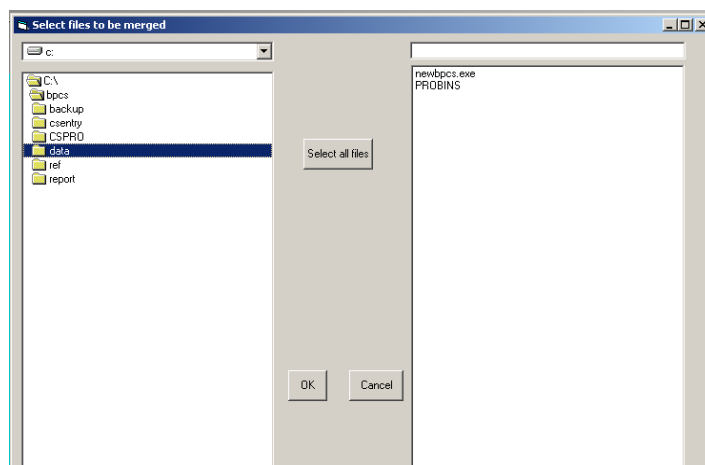 Select files to be merged
c:
C:\
bpcs
backup
csentry
CSPRO
data
ref
report
Select all files
OK
Cancel
newbpcs.exe
PROBINS